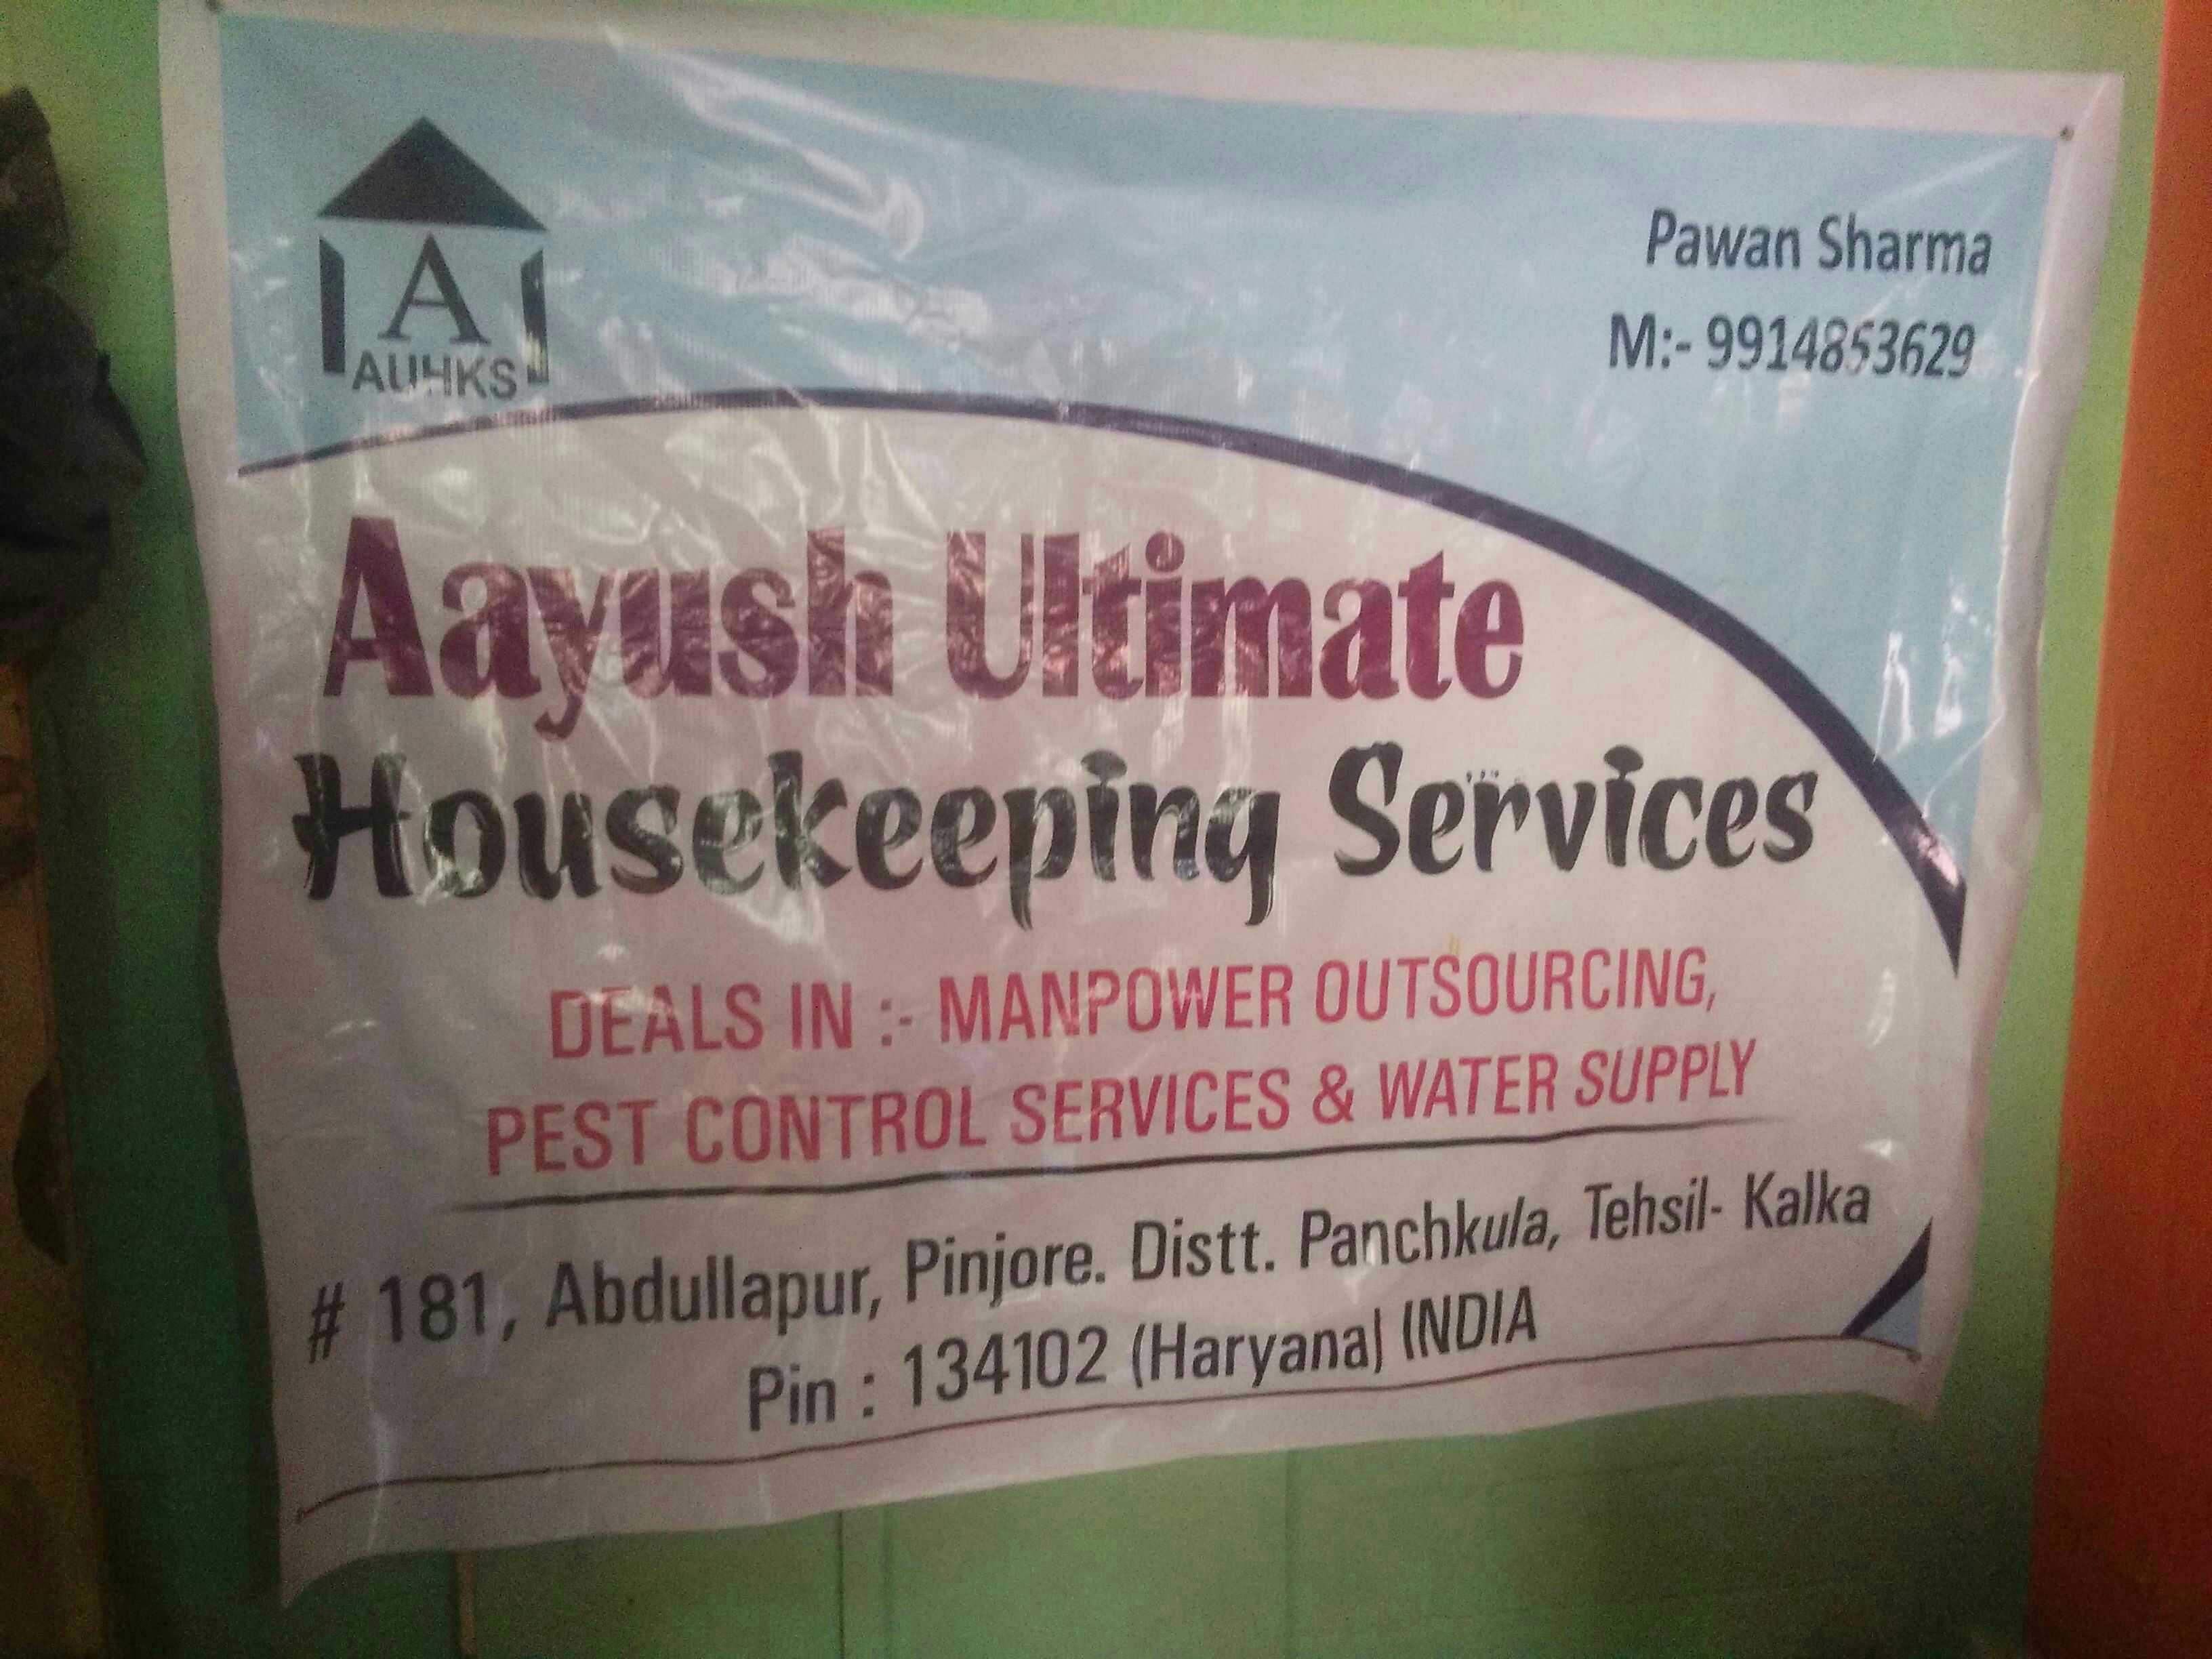 A
AUHKS
Pawan Sharma
M:- 9914853629
Aayush Ultimate
Housekeeping Services
DEALS IN :- MANPOWER OUTSOURCING,
PEST CONTROL SERVICES & WATER SUPPLY
# 181, Abdullapur, Pinjore. Distt. Panchkula, Tehsil- Kalka
Pin : 134102 (Haryana) INDIA